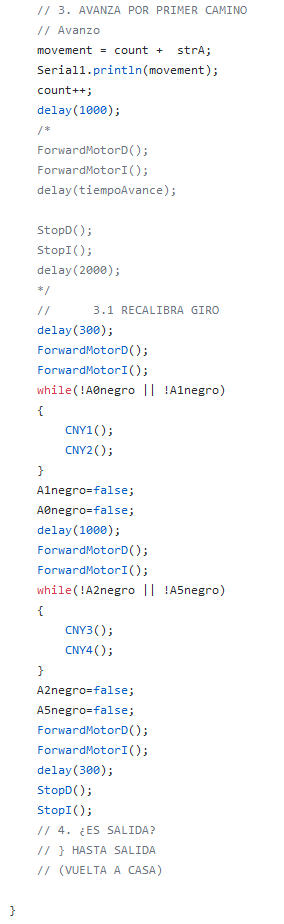 // 3. AVANZA POR PRIMER CAMINO
// Avanzo
movement = count +  strA;
Serial1.println(movement);
count++;
delay(1000);
/*
ForwardMotorD();
ForwardMotorI();
delay(tiempoAvance);

StopD();
StopI();
delay(2000);
*/
//      3.1 RECALIBRA GIRO
delay(300);
ForwardMotorD();
ForwardMotorI();
while(!A0negro || !A1negro)
{
    CNY1();
    CNY2();
}
A1negro=false;
A0negro=false;
delay(1000);
ForwardMotorD();
ForwardMotorI();
while(!A2negro || !A5negro)
{
    CNY3();
    CNY4();
}
A2negro=false;
A5negro=false;
ForwardMotorD();
ForwardMotorI();
delay(300);
StopD();
StopI();
// 4. ¿ES SALIDA?
// } HASTA SALIDA
// (VUELTA A CASA)

}